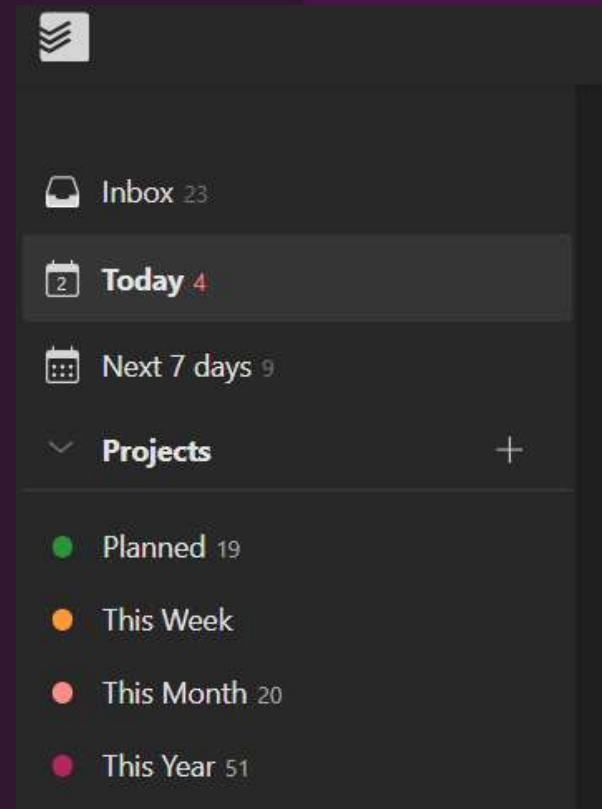 Inbox 23
2 Today 4
Next 7 days 9
Projects
Planned 19
This Week
This Month 20
This Year 51